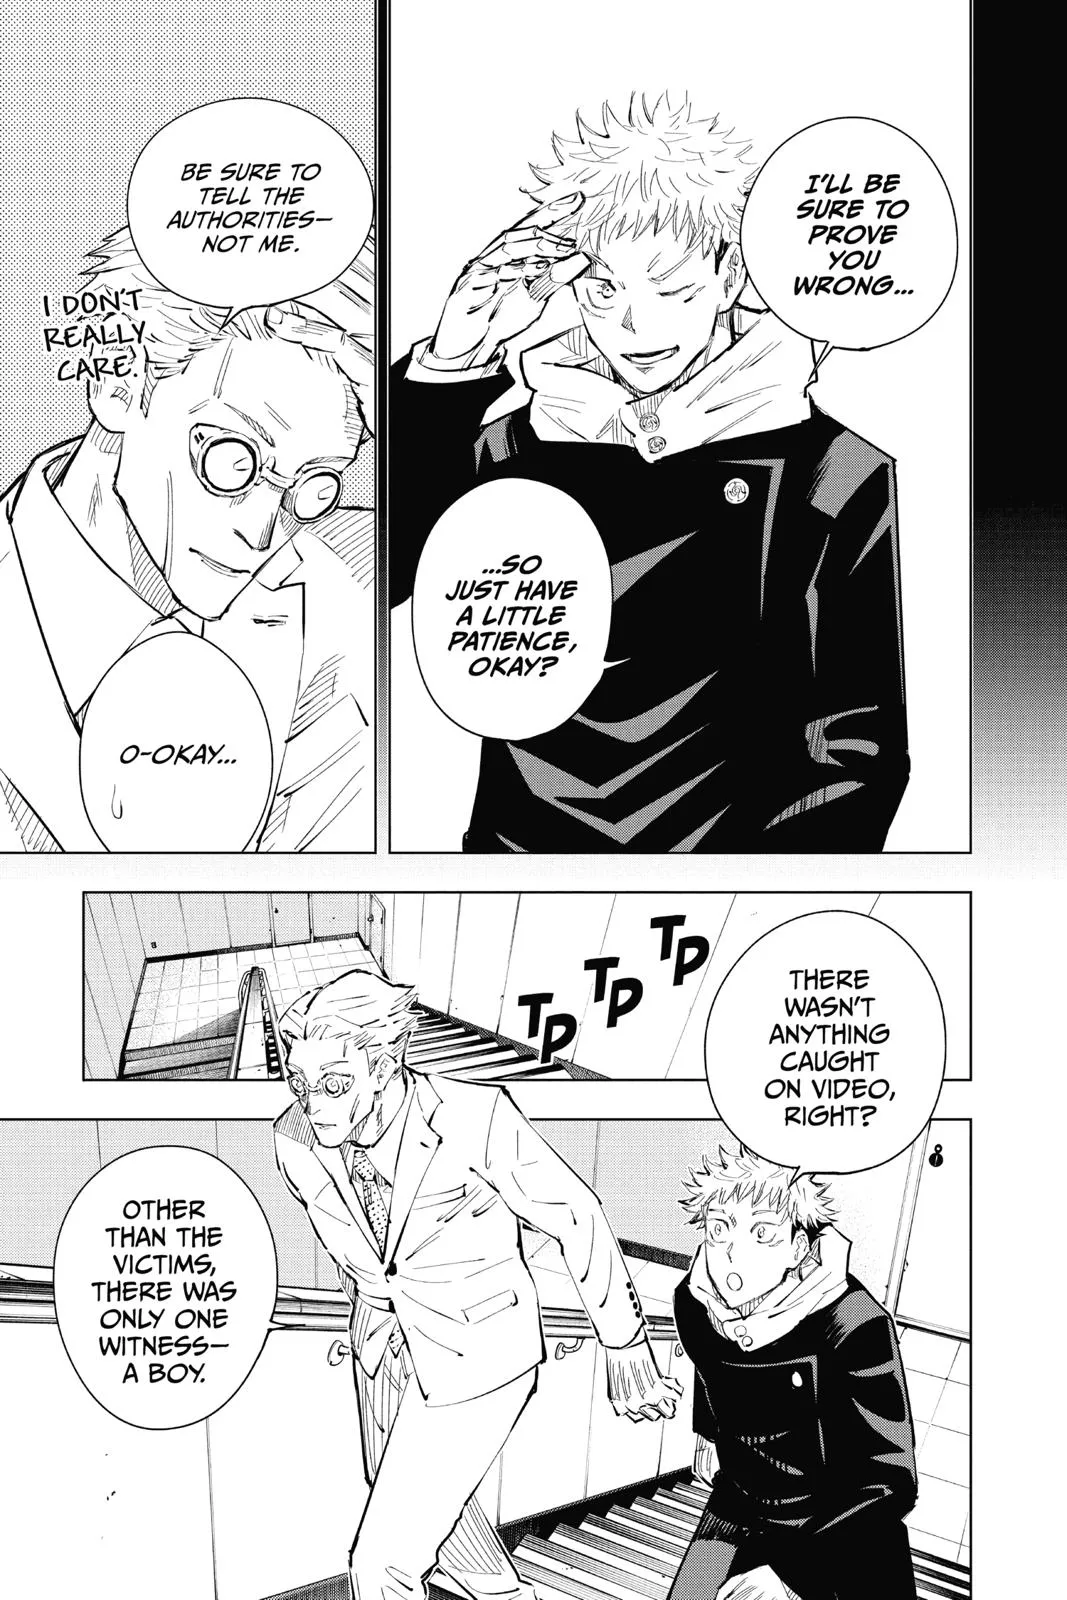 I'LL BE
SURE TO
PROVE
YOU
WRONG...
...SO
JUST HAVE
A LITTLE
PATIENCE,
OKAY?
BE SURE TO
TELL THE
AUTHORITIES—
NOT ME.
I DON'T
REALLY
CARE.
O-OKAY...
TP
TP
TP
THERE
WASN'T
ANYTHING
CAUGHT
ON VIDEO,
RIGHT?
OTHER
THAN THE
VICTIMS,
THERE WAS
ONLY ONE
WITNESS—
A BOY.